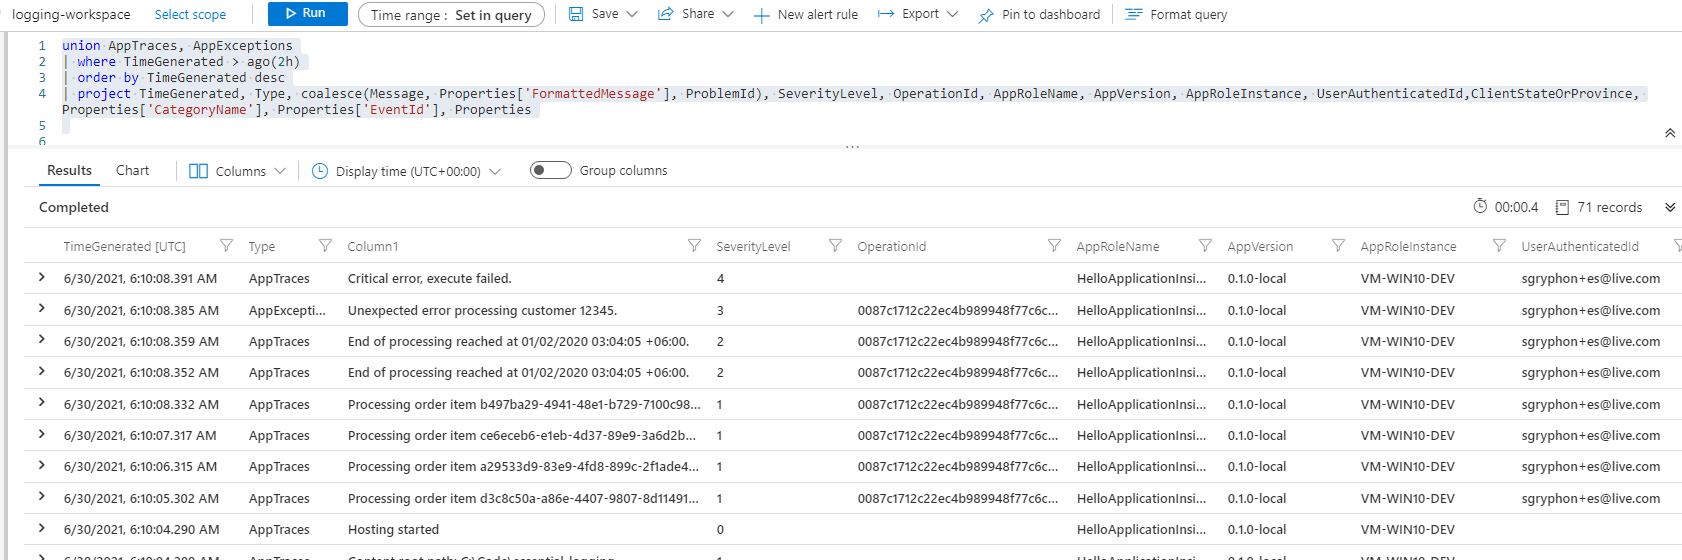 logging-workspace Select scope Run Time range : Set in query Save Share New alert rule Export Pin to dashboard Format query
1 union AppTraces, AppExceptions
2 | where TimeGenerated > ago(2h)
3 | order by TimeGenerated desc
4 | project TimeGenerated, Type, coalesce(Message, Properties['FormattedMessage'], ProblemId), SeverityLevel, OperationId, AppRoleName, AppVersion, AppRoleInstance, UserAuthenticatedId,ClientStateOrProvince,
Properties['CategoryName'], Properties['EventId'], Properties
5
6
Results Chart Columns Display time (UTC+00:00) Group columns
Completed 00:00.4 71 records
TimeGenerated [UTC] Type Column1 SeverityLevel OperationId AppRoleName AppVersion AppRoleInstance UserAuthenticatedId
6/30/2021, 6:10:08.391 AM AppTraces Critical error, execute failed. 4 HelloApplicationInsi... 0.1.0-local VM-WIN10-DEV sgryphon+es@live.com
6/30/2021, 6:10:08.385 AM AppExcepti... Unexpected error processing customer 12345. 3 0087c1712c22ec4b989948f77c6c... HelloApplicationInsi... 0.1.0-local VM-WIN10-DEV sgryphon+es@live.com
6/30/2021, 6:10:08.359 AM AppTraces End of processing reached at 01/02/2020 03:04:05 +06:00. 2 0087c1712c22ec4b989948f77c6c... HelloApplicationInsi... 0.1.0-local VM-WIN10-DEV sgryphon+es@live.com
6/30/2021, 6:10:08.352 AM AppTraces End of processing reached at 01/02/2020 03:04:05 +06:00. 2 0087c1712c22ec4b989948f77c6c... HelloApplicationInsi... 0.1.0-local VM-WIN10-DEV sgryphon+es@live.com
6/30/2021, 6:10:08.332 AM AppTraces Processing order item b497ba29-4941-48e1-b729-7100c98... 1 0087c1712c22ec4b989948f77c6c... HelloApplicationInsi... 0.1.0-local VM-WIN10-DEV sgryphon+es@live.com
6/30/2021, 6:10:07.317 AM AppTraces Processing order item ce6eceb6-e1eb-4d37-89e9-3a6d2b... 1 0087c1712c22ec4b989948f77c6c... HelloApplicationInsi... 0.1.0-local VM-WIN10-DEV sgryphon+es@live.com
6/30/2021, 6:10:06.315 AM AppTraces Processing order item a29533d9-83e9-4fd8-899c-2f1ade4... 1 0087c1712c22ec4b989948f77c6c... HelloApplicationInsi... 0.1.0-local VM-WIN10-DEV sgryphon+es@live.com
6/30/2021, 6:10:05.302 AM AppTraces Processing order item d3c8c50a-a86e-4407-9807-8d11491... 1 0087c1712c22ec4b989948f77c6c... HelloApplicationInsi... 0.1.0-local VM-WIN10-DEV sgryphon+es@live.com
6/30/2021, 6:10:04.290 AM AppTraces Hosting started 0 HelloApplicationInsi... 0.1.0-local VM-WIN10-DEV
AppTraces Content root path: C:\Code\essential-logging 1 HelloApplicationInsi... 0.1.0-local VM-WIN10-DEV